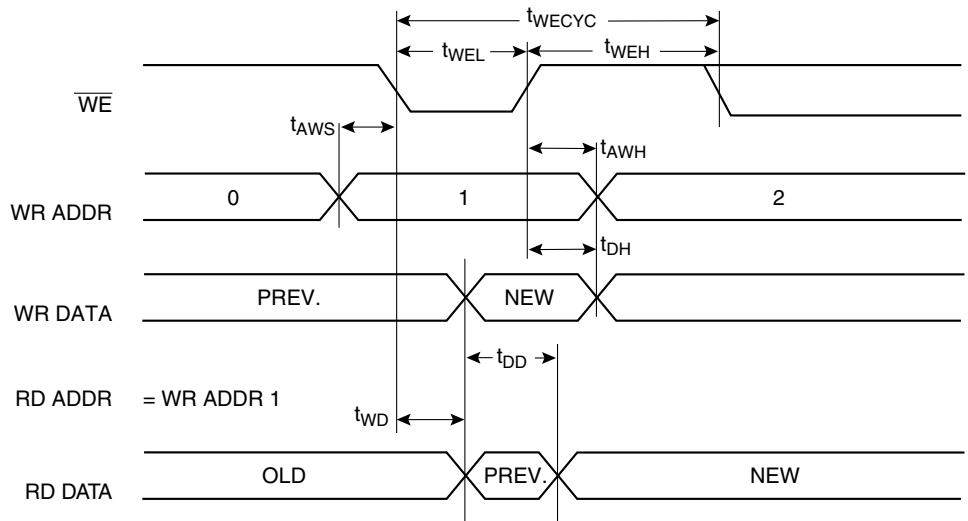 tWECYC
tWEL
tWEH
WE
tAWS
tAWH
WR ADDR
0
1
2
tDH
WR DATA
PREV.
NEW
tDD
RD ADDR = WR ADDR 1
tWD
RD DATA
OLD
PREV.
NEW